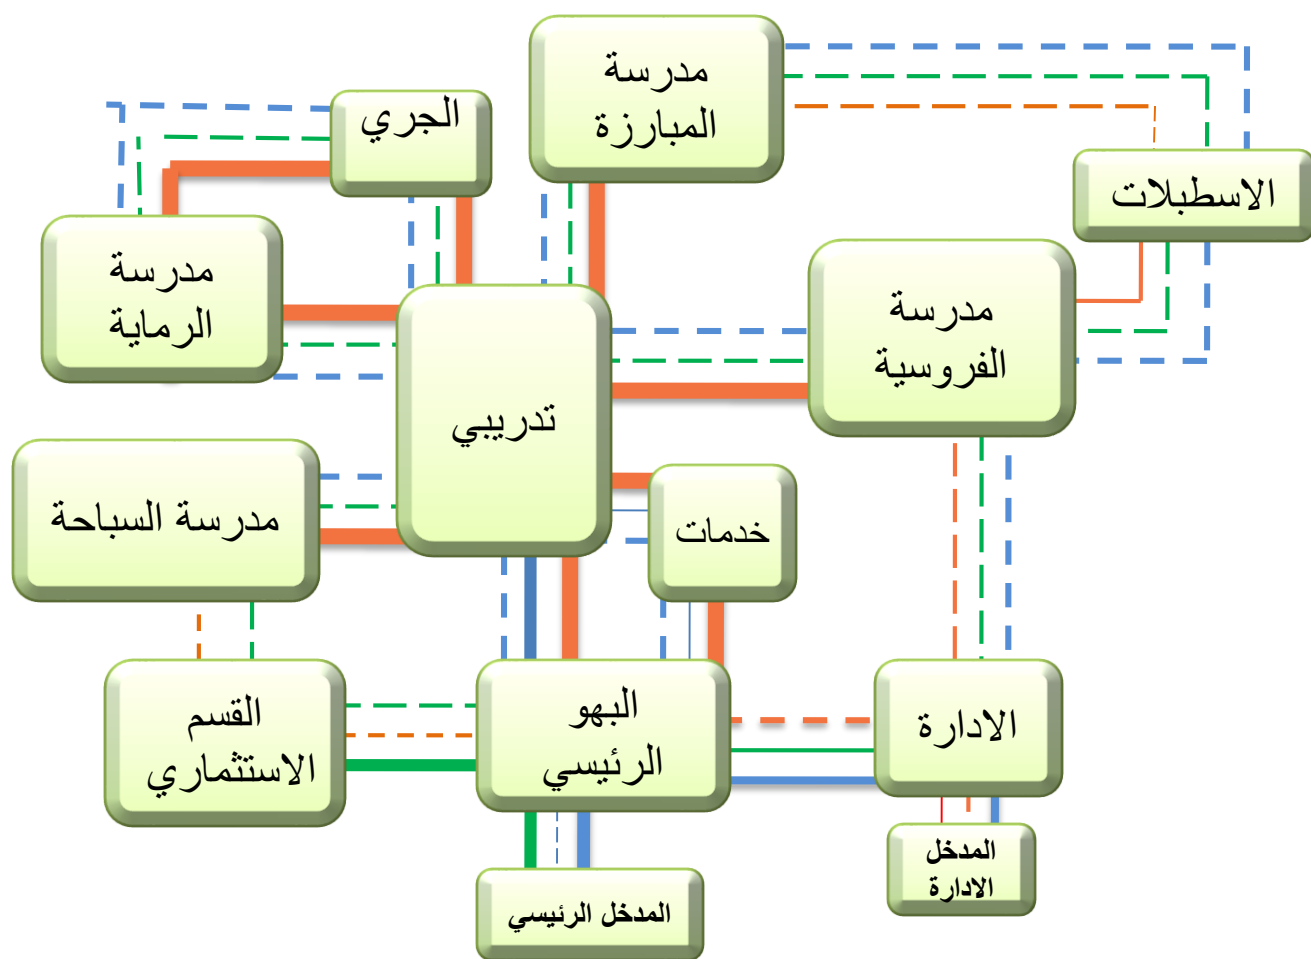 مدرسة
المبارزة
الجري
الاسطبلات
مدرسة
الرماية
مدرسة
الفروسية
تدريبي
مدرسة السباحة
خدمات
البهو
الرئيسي
القسم
الاستثماري
الادارة
المدخل
الادارة
المدخل الرئيسي